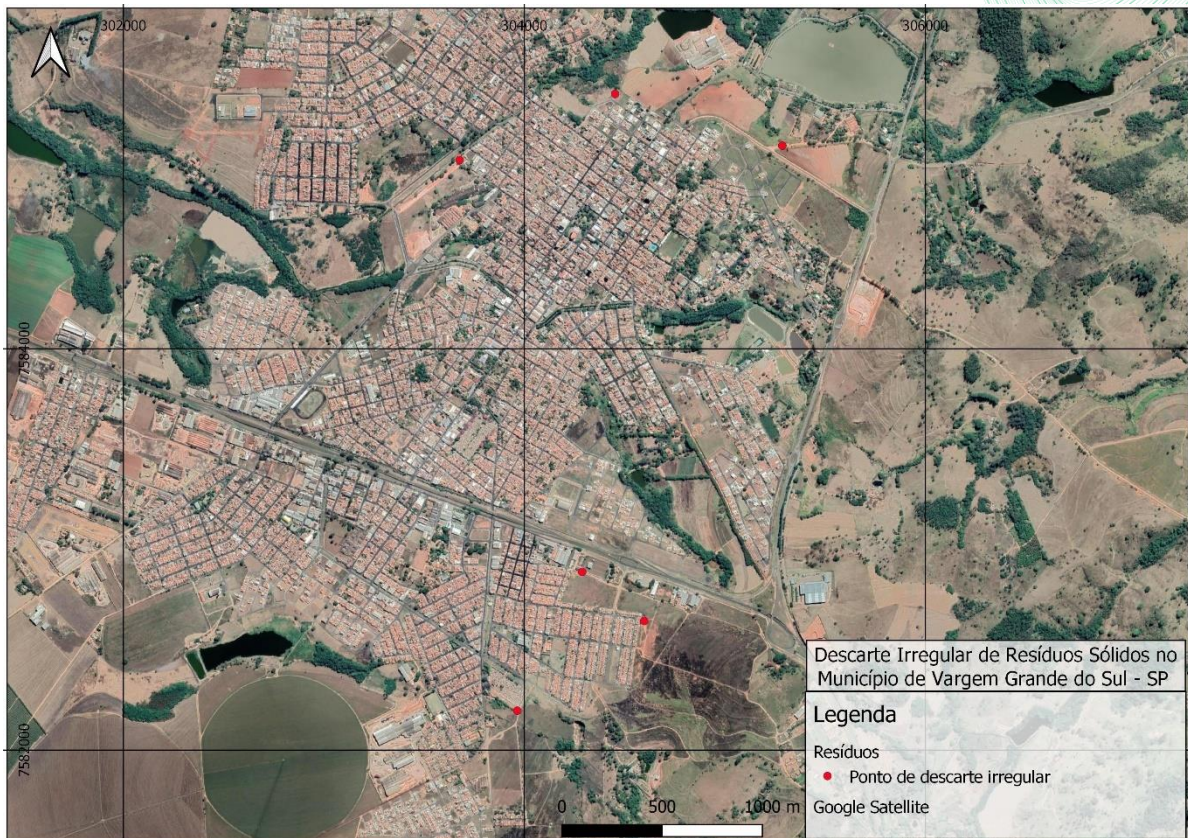 302000
304000
306000
7584000
7582000
Descarte Irregular de Resíduos Sólidos no
Município de Vargem Grande do Sul - SP
Legenda
Resíduos
Ponto de descarte irregular
Google Satellite
0 500 1000 m